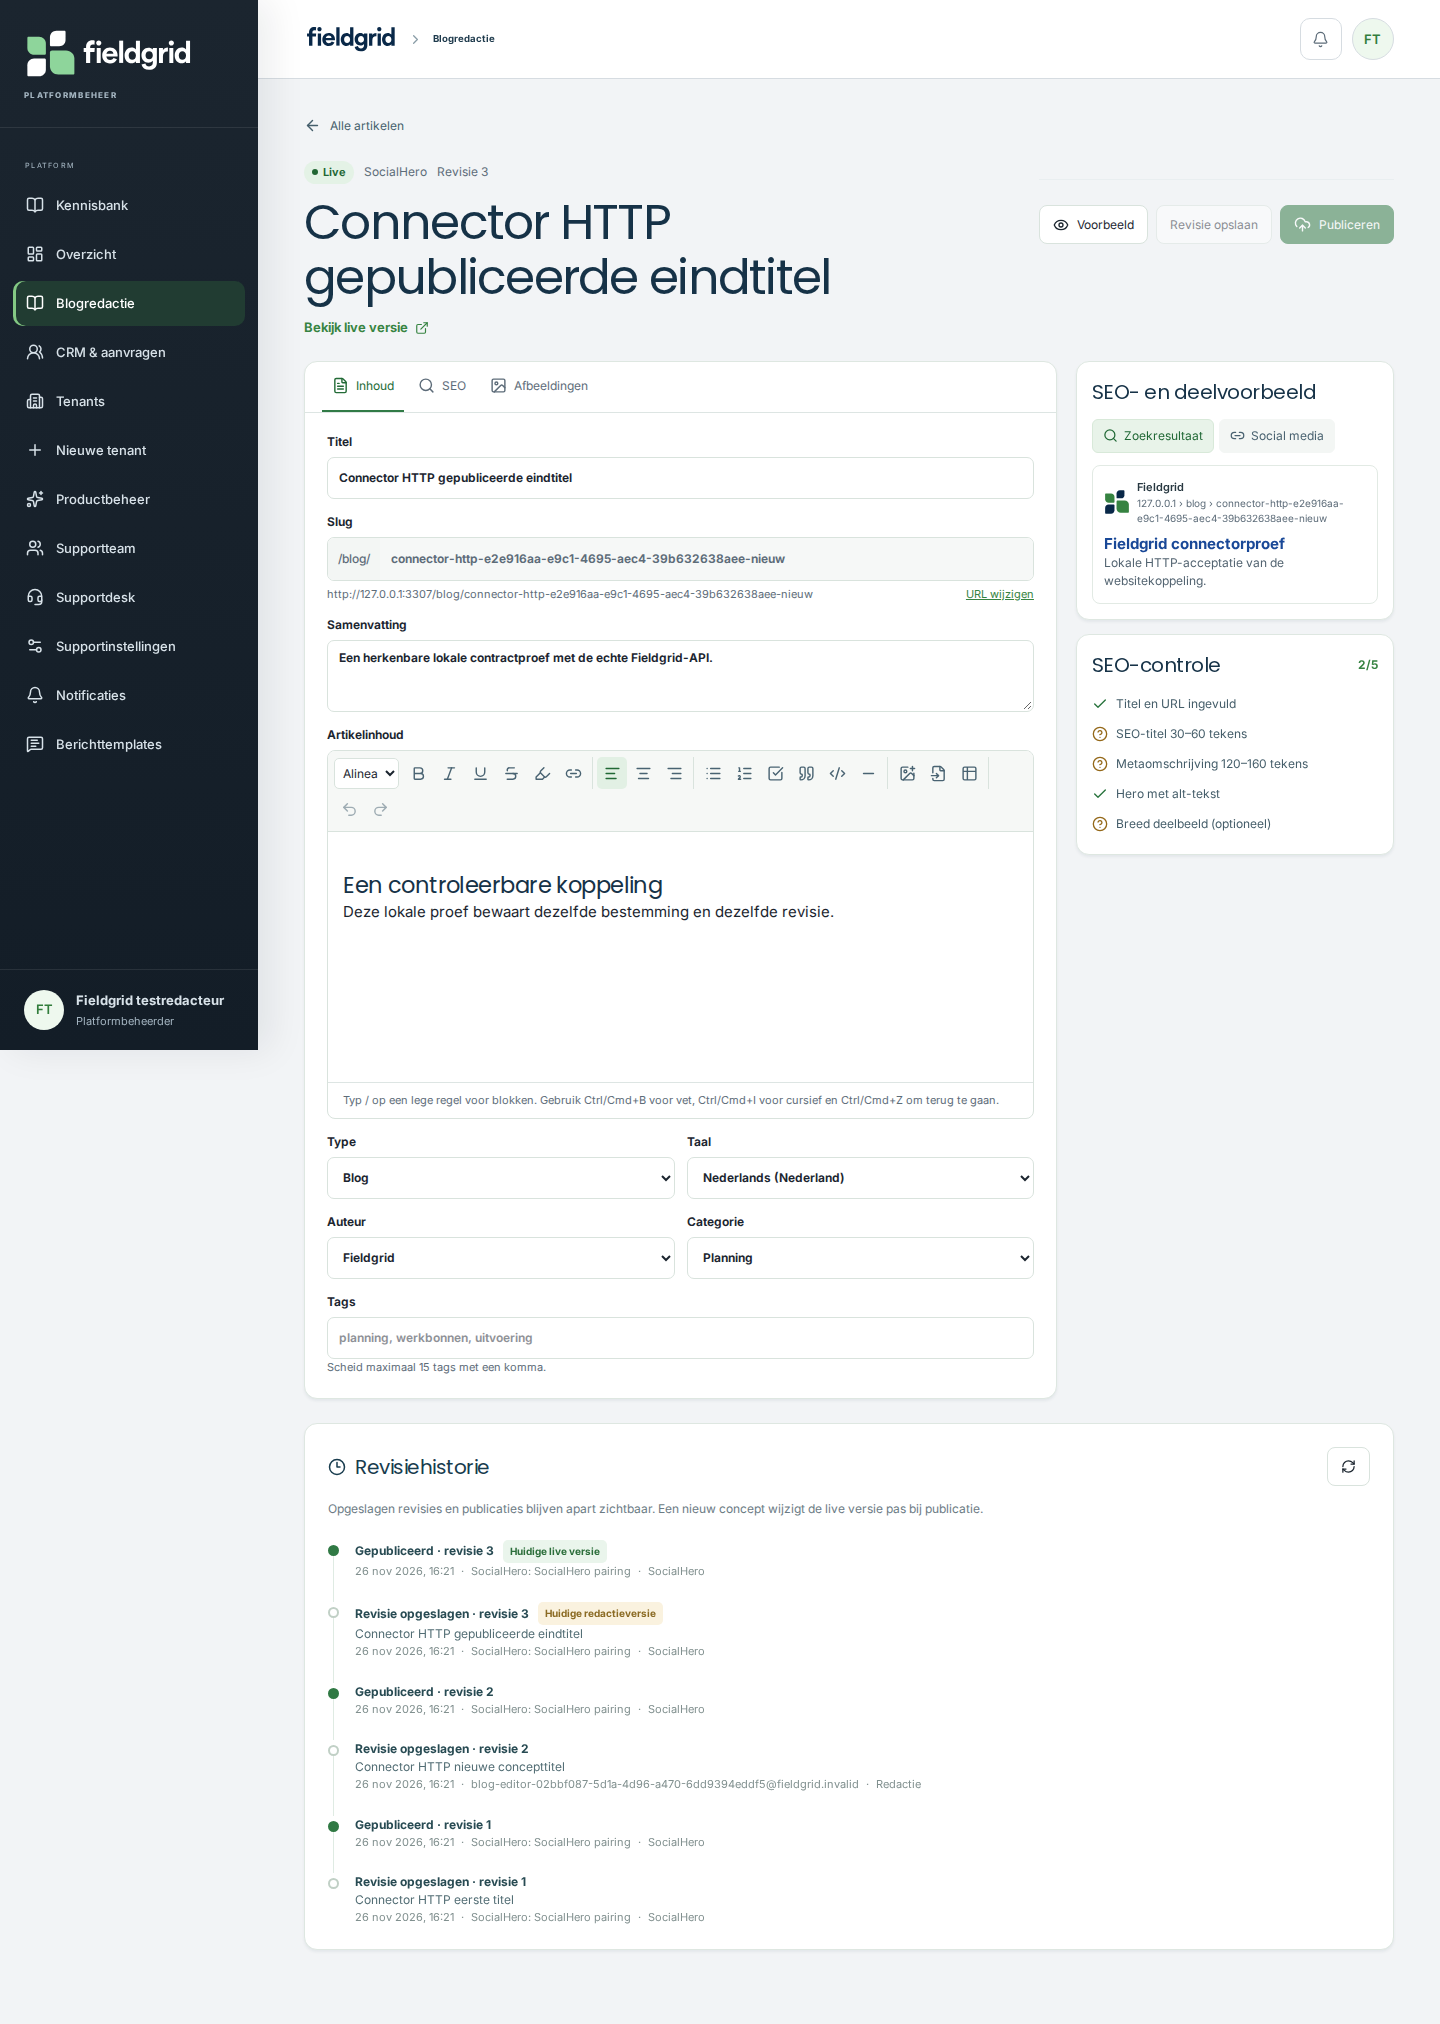 fieldgrid
PLATFORMBEHEER
PLATFORM
Kennisbank
Overzicht
Blogredactie
CRM & aanvragen
Tenants
Nieuwe tenant
Productbeheer
Supportteam
Supportdesk
Supportinstellingen
Notificaties
Berichttemplates
FT
Fieldgrid testredacteur
Platformbeheerder
fieldgrid
Blogredactie
FT
Alle artikelen
Live SocialHero Revisie 3
Connector HTTP
gepubliceerde eindtitel
Voorbeeld
Revisie opslaan
Publiceren
Bekijk live versie
Inhoud
SEO
Afbeeldingen
Titel
Connector HTTP gepubliceerde eindtitel
Slug
/blog/ connector-http-e2e916aa-e9c1-4695-aec4-39b632638aee-nieuw
http://127.0.0.1:3307/blog/connector-http-e2e916aa-e9c1-4695-aec4-39b632638aee-nieuw
URL wijzigen
Samenvatting
Een herkenbare lokale contractproef met de echte Fieldgrid-API.
Artikelinhoud
Alinea
Een controleerbare koppeling
Deze lokale proef bewaart dezelfde bestemming en dezelfde revisie.
Typ / op een lege regel voor blokken. Gebruik Ctrl/Cmd+B voor vet, Ctrl/Cmd+I voor cursief en Ctrl/Cmd+Z om terug te gaan.
Type
Blog
Taal
Nederlands (Nederland)
Auteur
Fieldgrid
Categorie
Planning
Tags
planning, werkbonnen, uitvoering
Scheid maximaal 15 tags met een komma.
SEO- en deelvoorbeeld
Zoekresultaat
Social media
Fieldgrid
127.0.0.1 › blog › connector-http-e2e916aa-
e9c1-4695-aec4-39b632638aee-nieuw
Fieldgrid connectorproef
Lokale HTTP-acceptatie van de
websitekoppeling.
SEO-controle
2/5
Titel en URL ingevuld
SEO-titel 30–60 tekens
Metaomschrijving 120–160 tekens
Hero met alt-tekst
Breed deelbeeld (optioneel)
Revisiehistorie
Opgeslagen revisies en publicaties blijven apart zichtbaar. Een nieuw concept wijzigt de live versie pas bij publicatie.
Gepubliceerd · revisie 3 Huidige live versie
26 nov 2026, 16:21 · SocialHero: SocialHero pairing · SocialHero
Revisie opgeslagen · revisie 3 Huidige redactieversie
Connector HTTP gepubliceerde eindtitel
26 nov 2026, 16:21 · SocialHero: SocialHero pairing · SocialHero
Gepubliceerd · revisie 2
26 nov 2026, 16:21 · SocialHero: SocialHero pairing · SocialHero
Revisie opgeslagen · revisie 2
Connector HTTP nieuwe concepttitel
26 nov 2026, 16:21 · blog-editor-02bbf087-5d1a-4d96-a470-6dd9394eddf5@fieldgrid.invalid · Redactie
Gepubliceerd · revisie 1
26 nov 2026, 16:21 · SocialHero: SocialHero pairing · SocialHero
Revisie opgeslagen · revisie 1
Connector HTTP eerste titel
26 nov 2026, 16:21 · SocialHero: SocialHero pairing · SocialHero